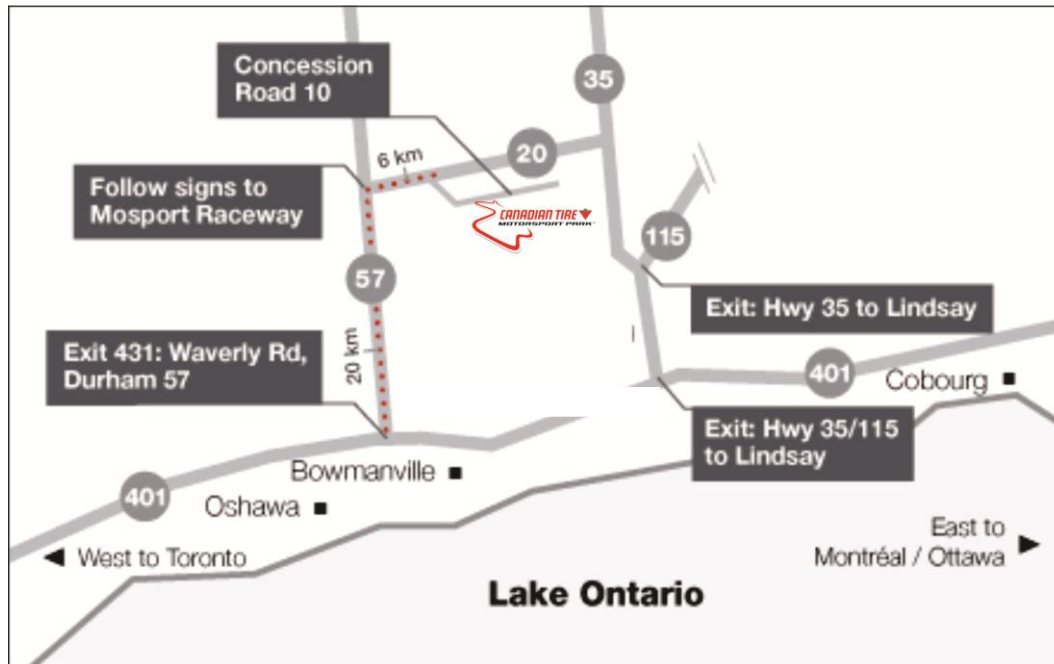 Concession
Road 10
35
6 km
20
Follow signs to
Mosport Raceway
CANADIAN TIRE
MOTORSPORT PARK
115
57
Exit: Hwy 35 to Lindsay
20 km
Exit 431: Waverly Rd,
Durham 57
401
Cobourg
Exit: Hwy 35/115
to Lindsay
Bowmanville
401
Oshawa
West to Toronto
East to
Montréal / Ottawa
Lake Ontario